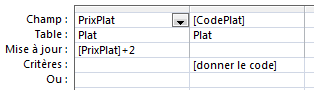 Champ : PrixPlat [CodePlat]
Table : Plat Plat
Mise à jour : [PrixPlat]÷2
Critères : [donner le code]
Ou :